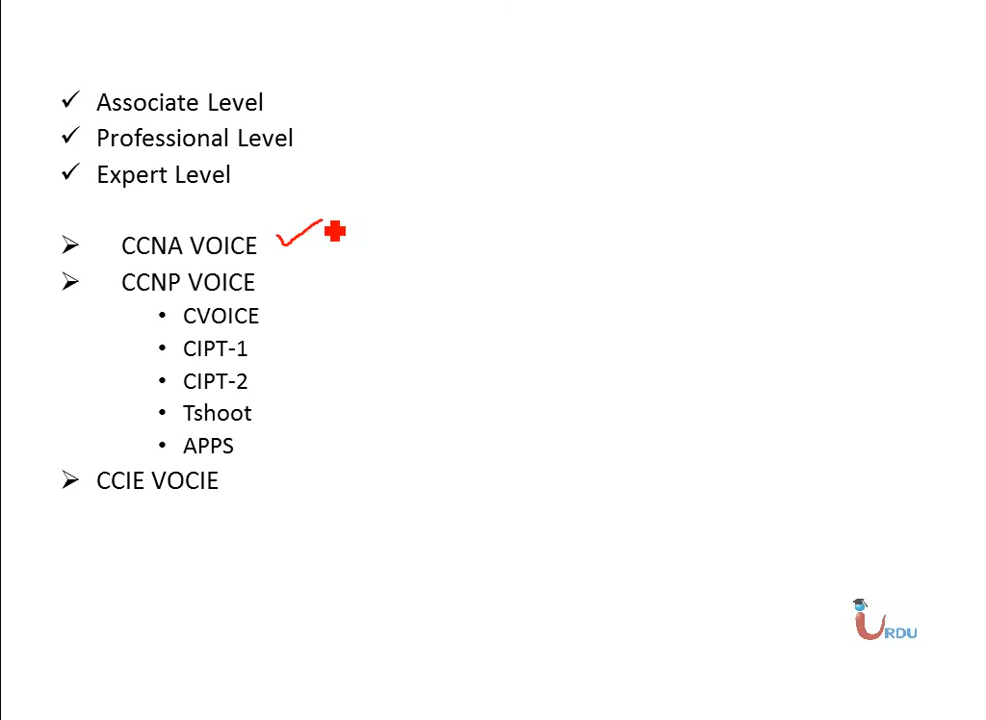 Associate Level
Professional Level
Expert Level
CCNA VOICE
CCNP VOICE
CVOICE
CIPT-1
CIPT-2
Tshoot
APPS
CCIE VOCIE
URDU